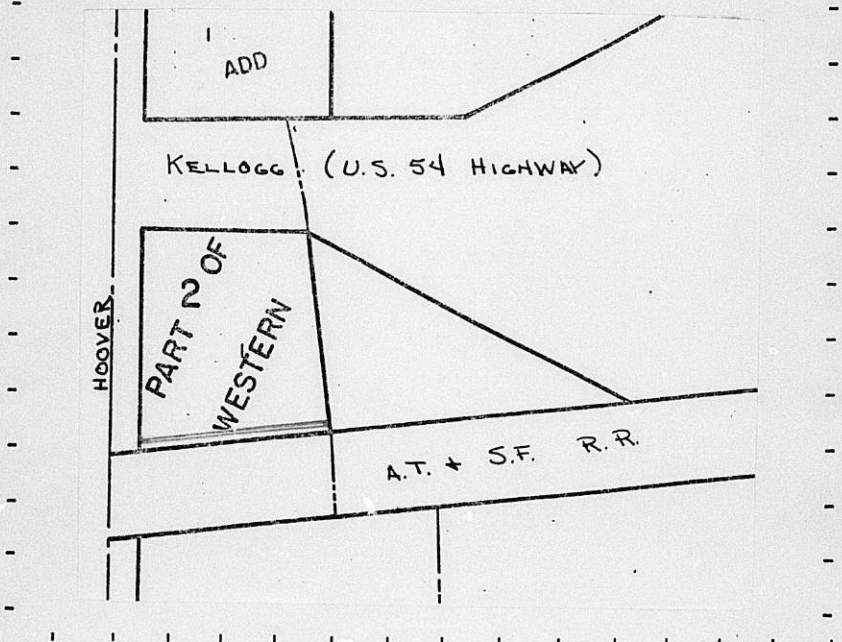 1
ADD
KELLOGG (U.S. 54 HIGHWAY)
HOOVER
PART 2 OF
WESTERN
A.T. + S.F. R.R.